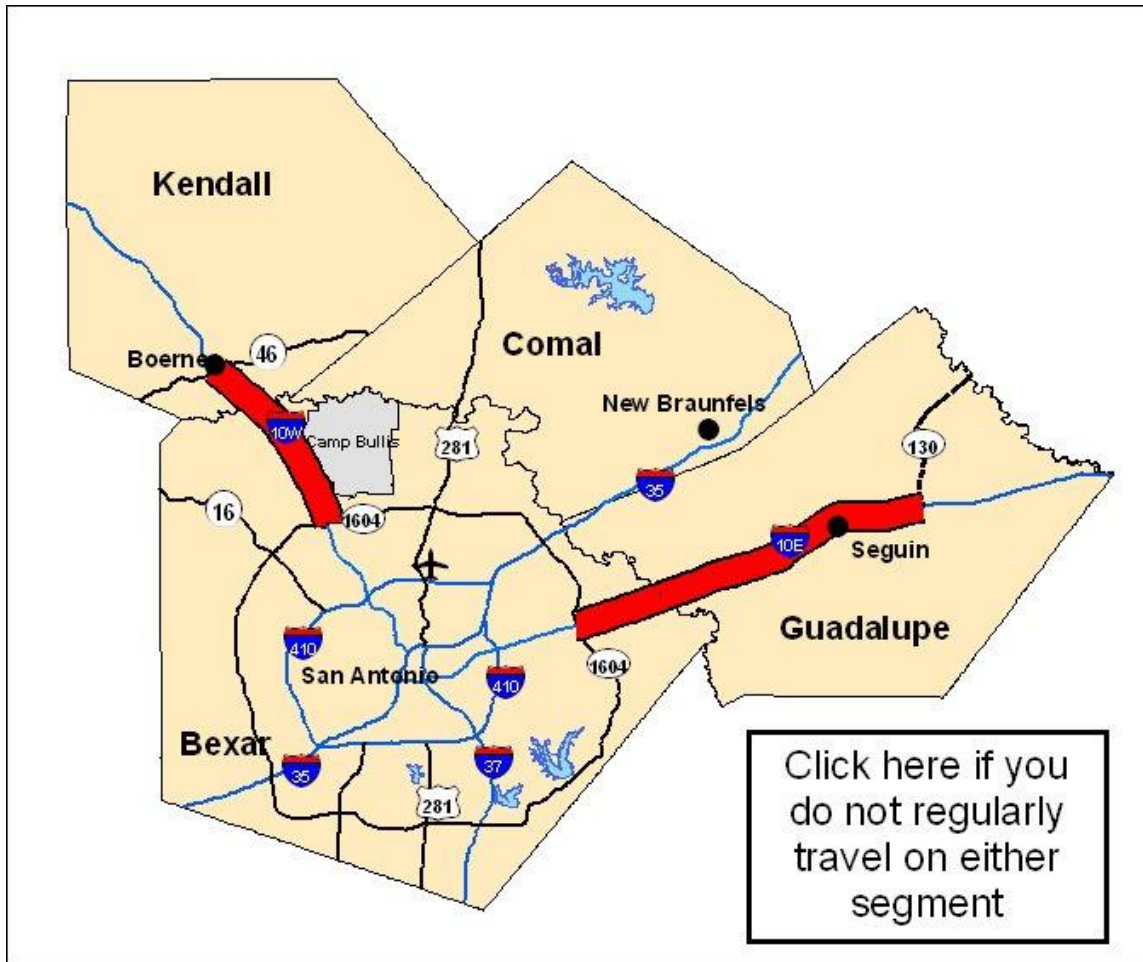 Kendall
Comal
Boerne
46
New Braunfels
10W
Camp Bullis
281
130
35
16
1604
10E
Seguin
Guadalupe
410
San Antonio
1604
410
Bexar
35
37
281
Click here if you
do not regularly
travel on either
segment